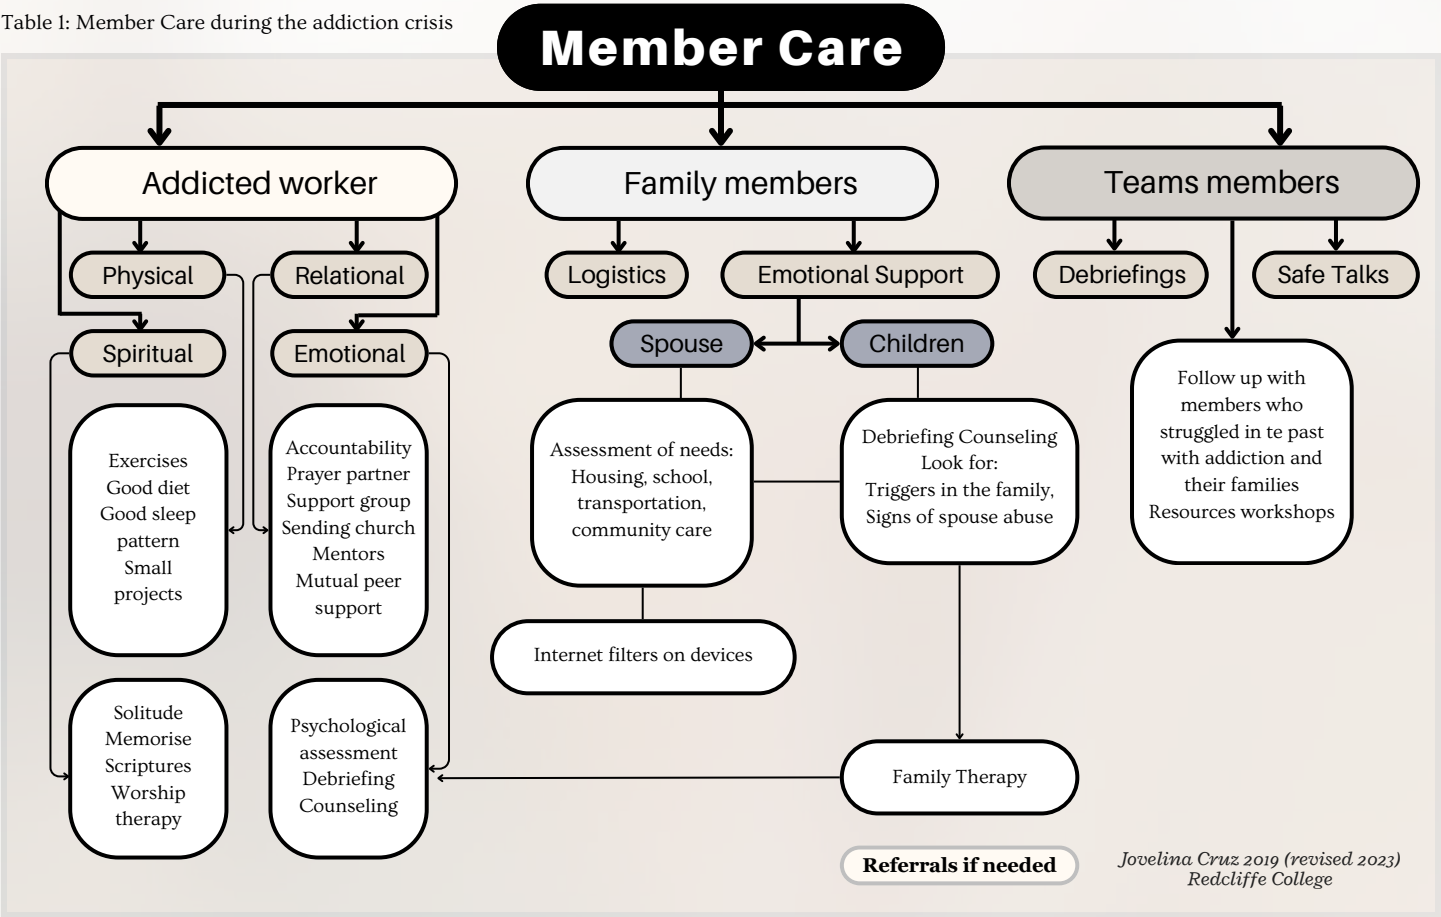 Table 1: Member Care during the addiction crisis
Member Care
Addicted worker
Family members
Teams members
Physical
Relational
Logistics
Emotional Support
Debriefings
Safe Talks
Spiritual
Emotional
Spouse
Children
Exercises
Good diet
Good sleep
pattern
Small
projects
Accountability
Prayer partner
Support group
Sending church
Mentors
Mutual peer
support
Assessment of needs:
Housing, school,
transportation,
community care
Debriefing Counseling
Look for:
Triggers in the family,
Signs of spouse abuse
Follow up with
members who
struggled in te past
with addiction and
their families
Resources workshops
Internet filters on devices
Solitude
Memorise
Scriptures
Worship
therapy
Psychological
assessment
Debriefing
Counseling
Family Therapy
Referrals if needed
Jovelina Cruz 2019 (revised 2023)
Redcliffe College